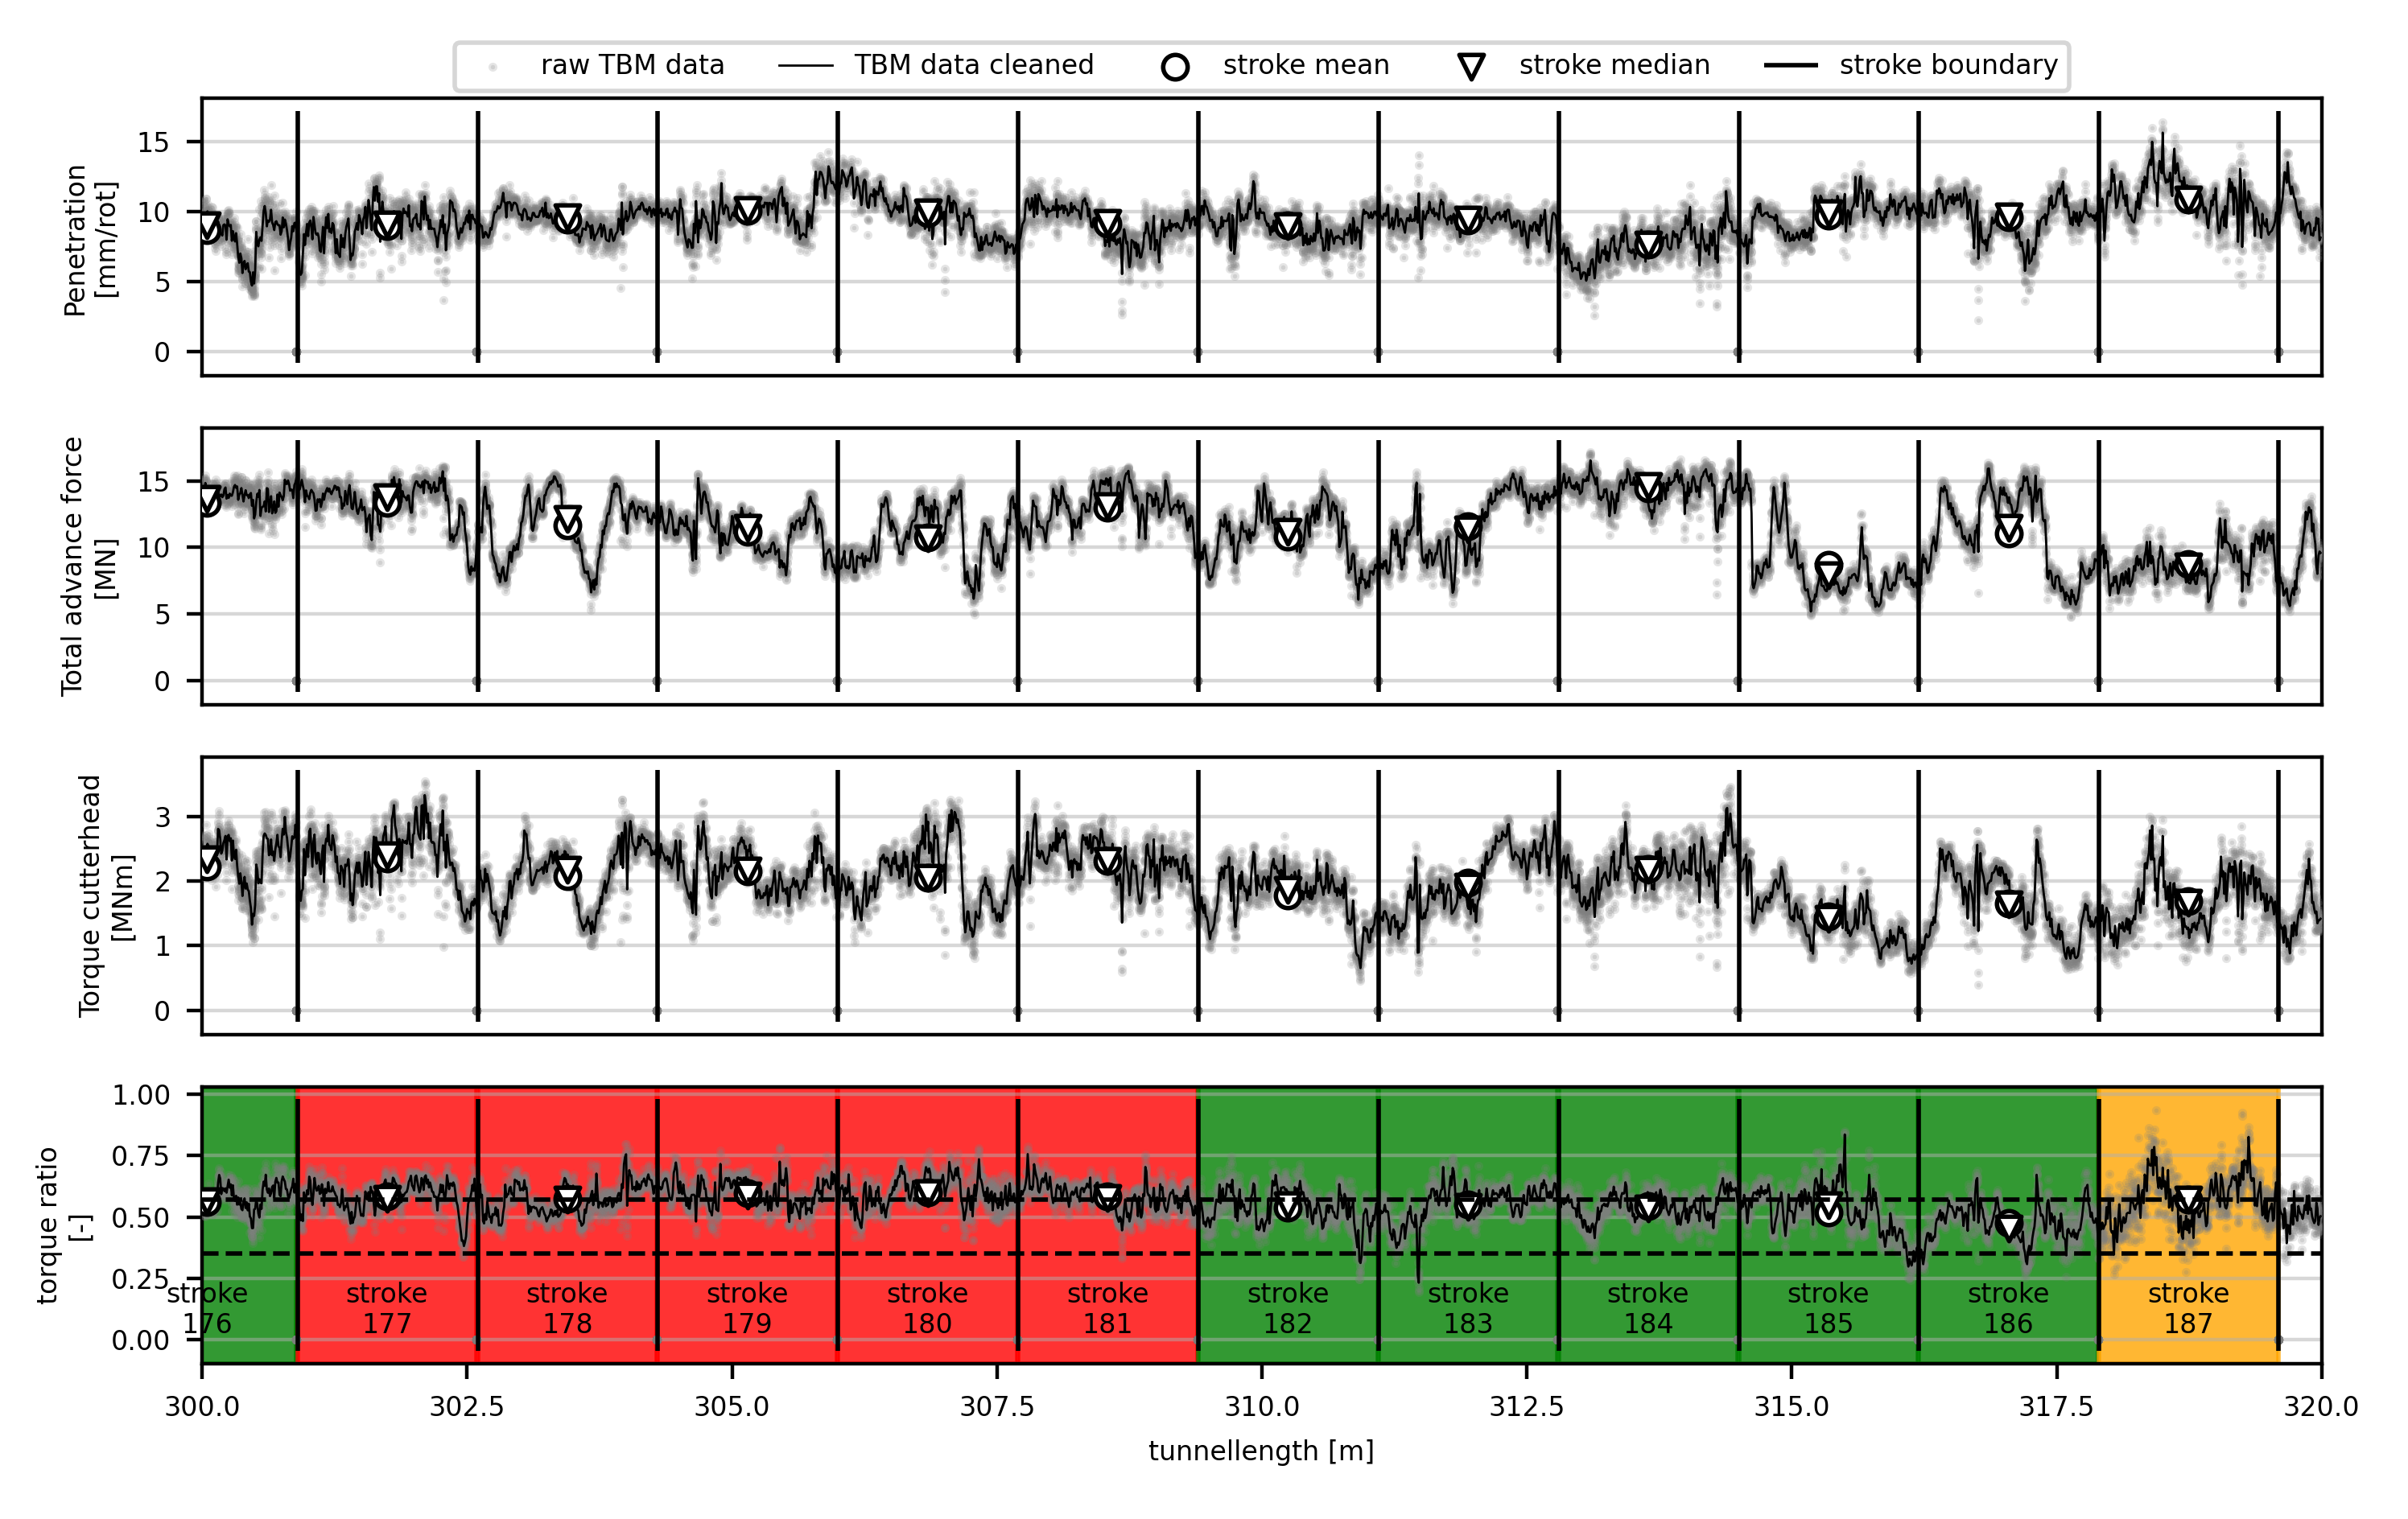 raw TBM data
TBM data cleaned
stroke mean
stroke median
stroke boundary
Penetration
[mm/rot]
15
10
5
0
Total advance force
[MN]
15
10
5
0
Torque cutterhead
[MNm]
3
2
1
0
torque ratio
[-]
1.00
0.75
0.50
0.25
0.00
stroke
176
stroke
177
stroke
178
stroke
179
stroke
180
stroke
181
stroke
182
stroke
183
stroke
184
stroke
185
stroke
186
stroke
187
300.0
302.5
305.0
307.5
310.0
312.5
315.0
317.5
320.0
tunnellength [m]